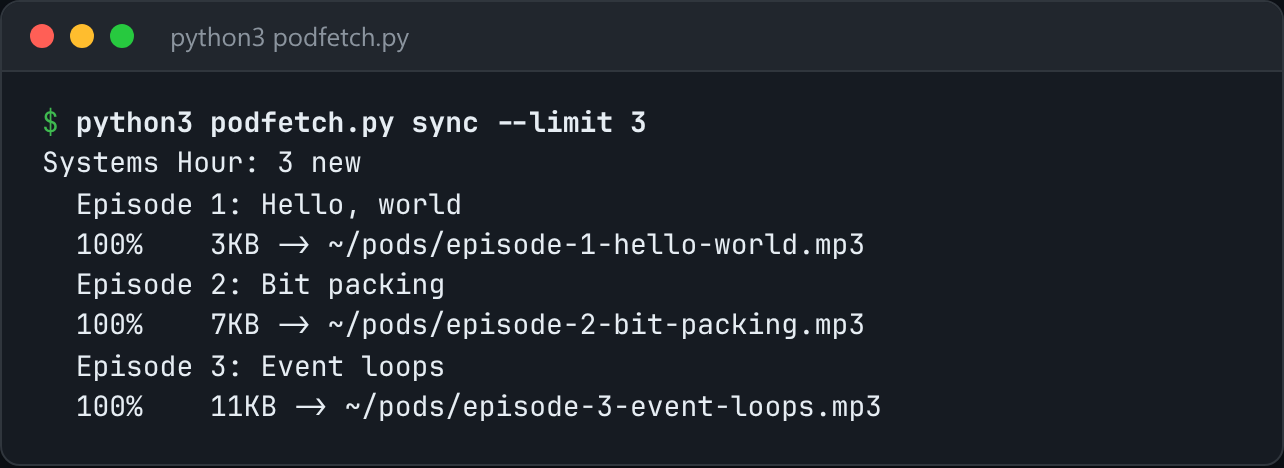 python3 podfetch.py
$ python3 podfetch.py sync --limit 3
Systems Hour: 3 new
  Episode 1: Hello, world
  100%    3KB -> ~/pods/episode-1-hello-world.mp3
  Episode 2: Bit packing
  100%    7KB -> ~/pods/episode-2-bit-packing.mp3
  Episode 3: Event loops
  100%    11KB -> ~/pods/episode-3-event-loops.mp3